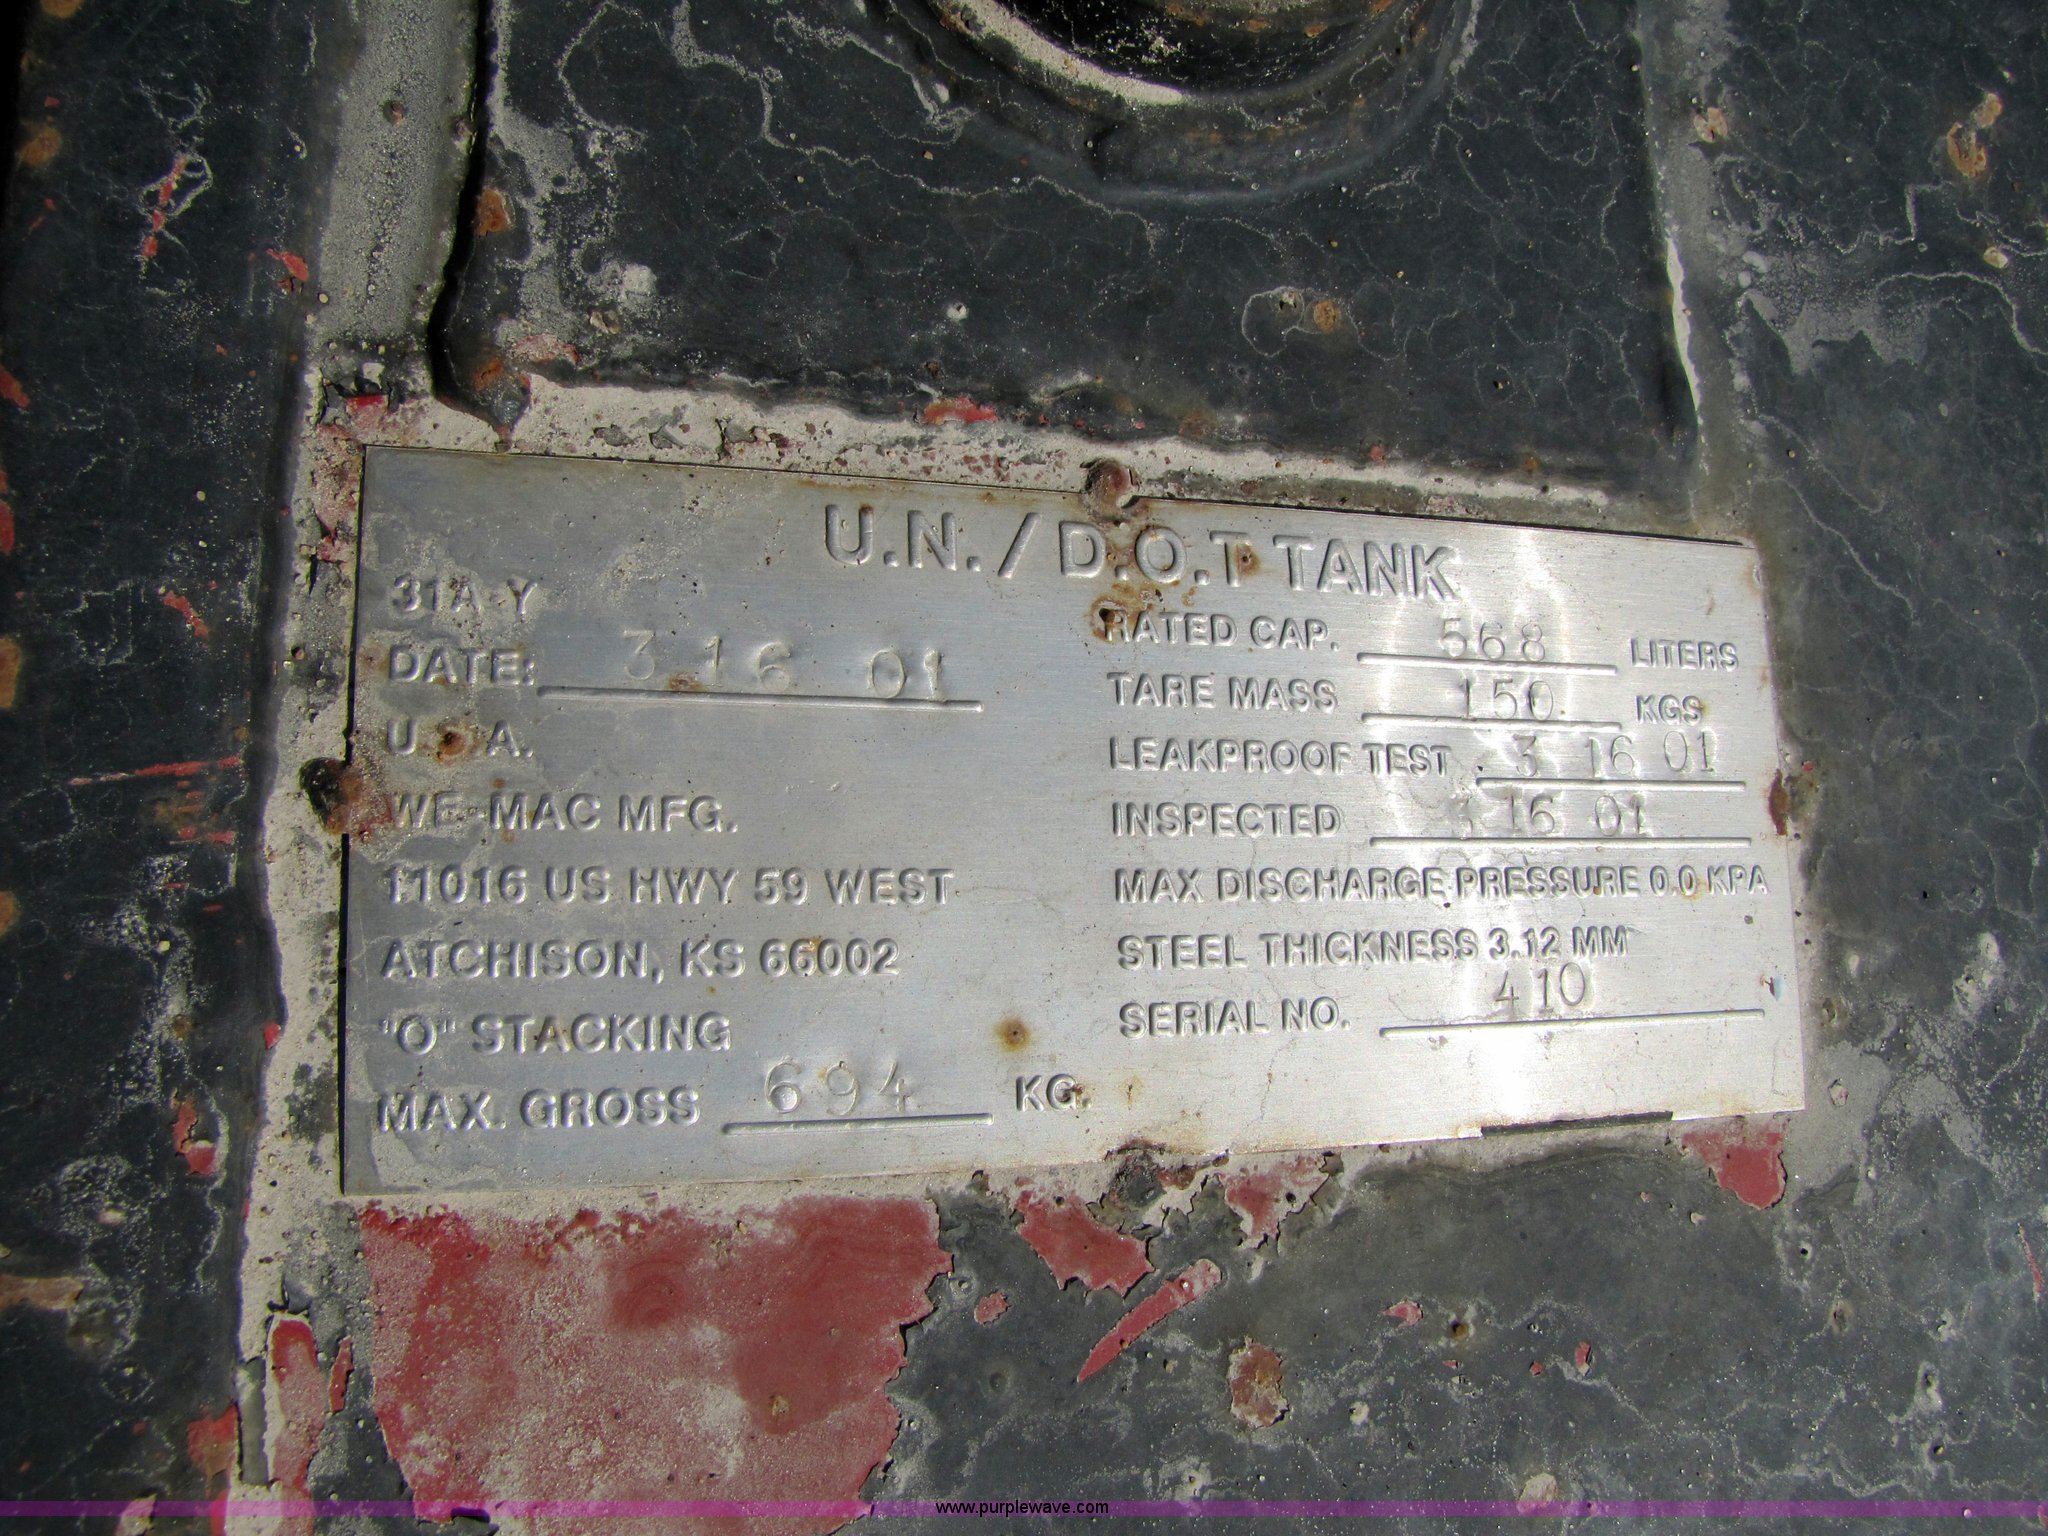 U.N./D.O.T TANK
31A-Y
DATE: 3 16 01
U A.
WE-MAC MFG.
11016 US HWY 59 WEST
ATCHISON, KS 66002
"O" STACKING
MAX. GROSS 694 KG.
RATED CAP. 568 LITERS
TARE MASS 150 KGS
LEAKPROOF TEST 3 16 01
INSPECTED 3 16 01
MAX DISCHARGE PRESSURE 0.0 KPA
STEEL THICKNESS 3.12 MM
SERIAL NO. 410
www.purplewave.com